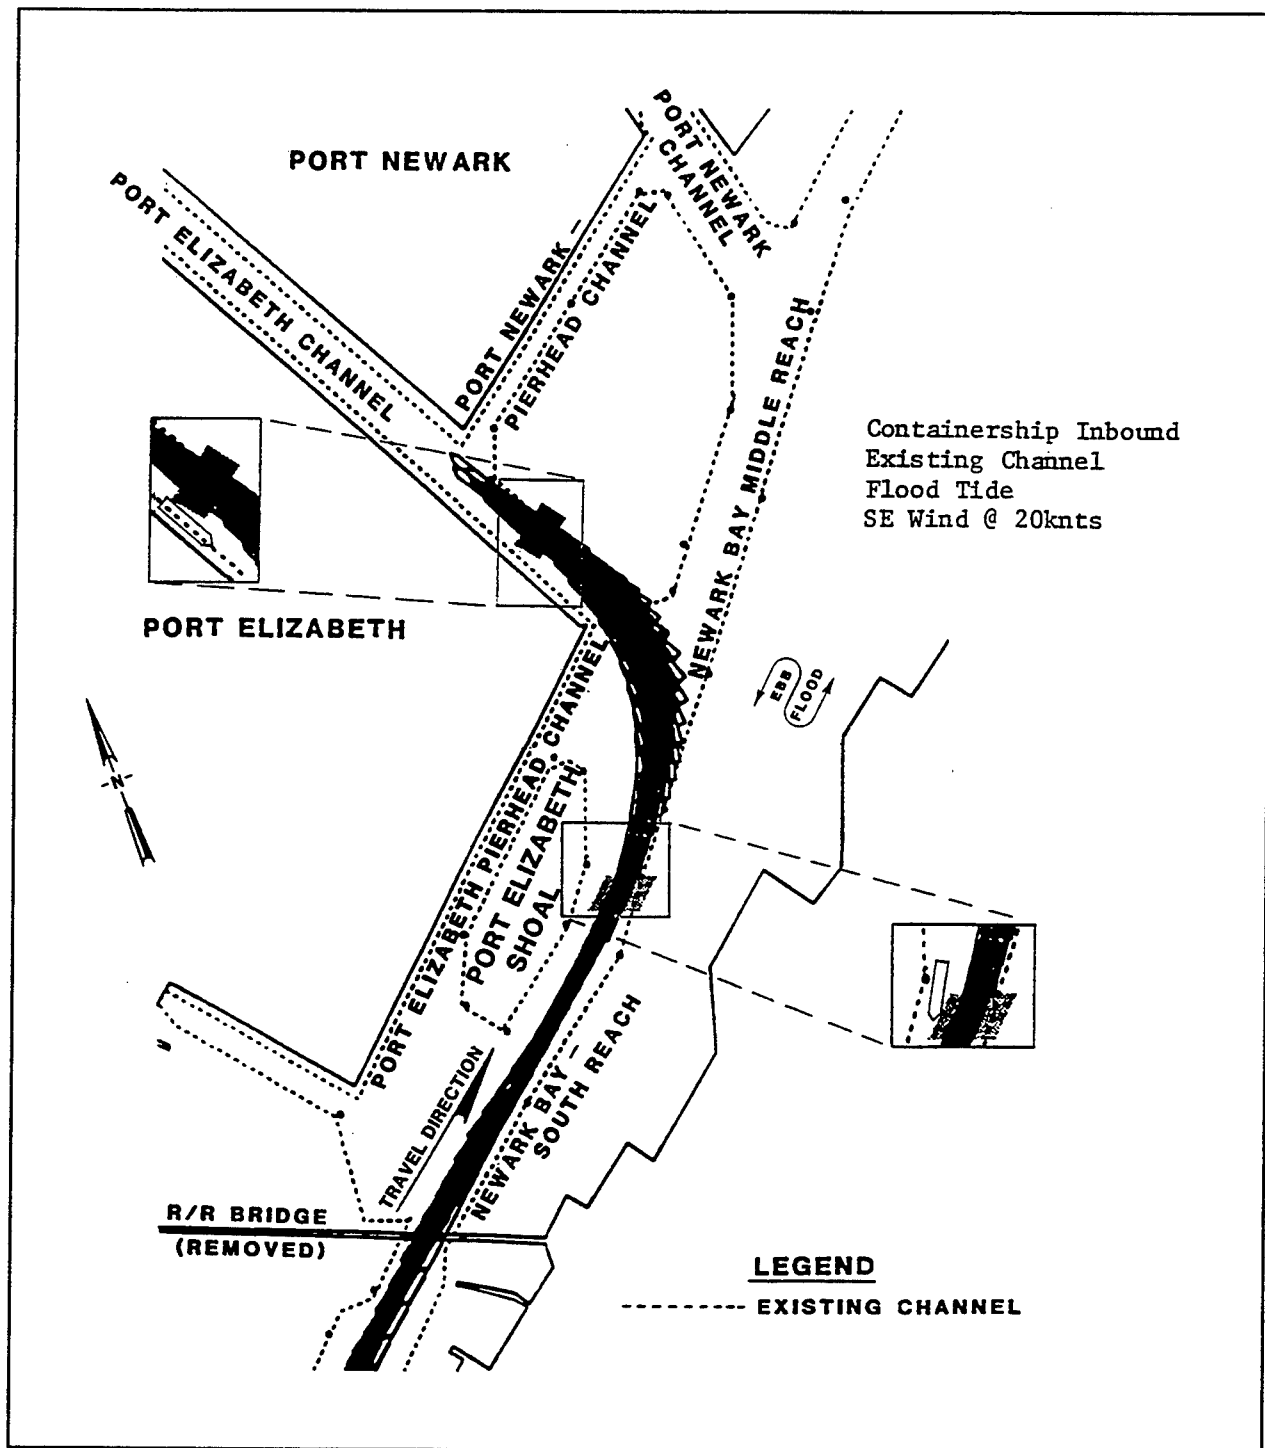 PORT NEWARK
PORT NEWARK
CHANNEL
PORT ELIZABETH CHANNEL
PORT NEWARK –
PIERHEAD CHANNEL
NEWARK BAY MIDDLE REACH
Containership Inbound
Existing Channel
Flood Tide
SE Wind @ 20knts
PORT ELIZABETH
EBB
FLOOD
-N-
PORT ELIZABETH PIERHEAD CHANNEL
PORT ELIZABETH
SHOAL
TRAVEL DIRECTION
NEWARK BAY –
SOUTH REACH
R/R BRIDGE
(REMOVED)
LEGEND
EXISTING CHANNEL